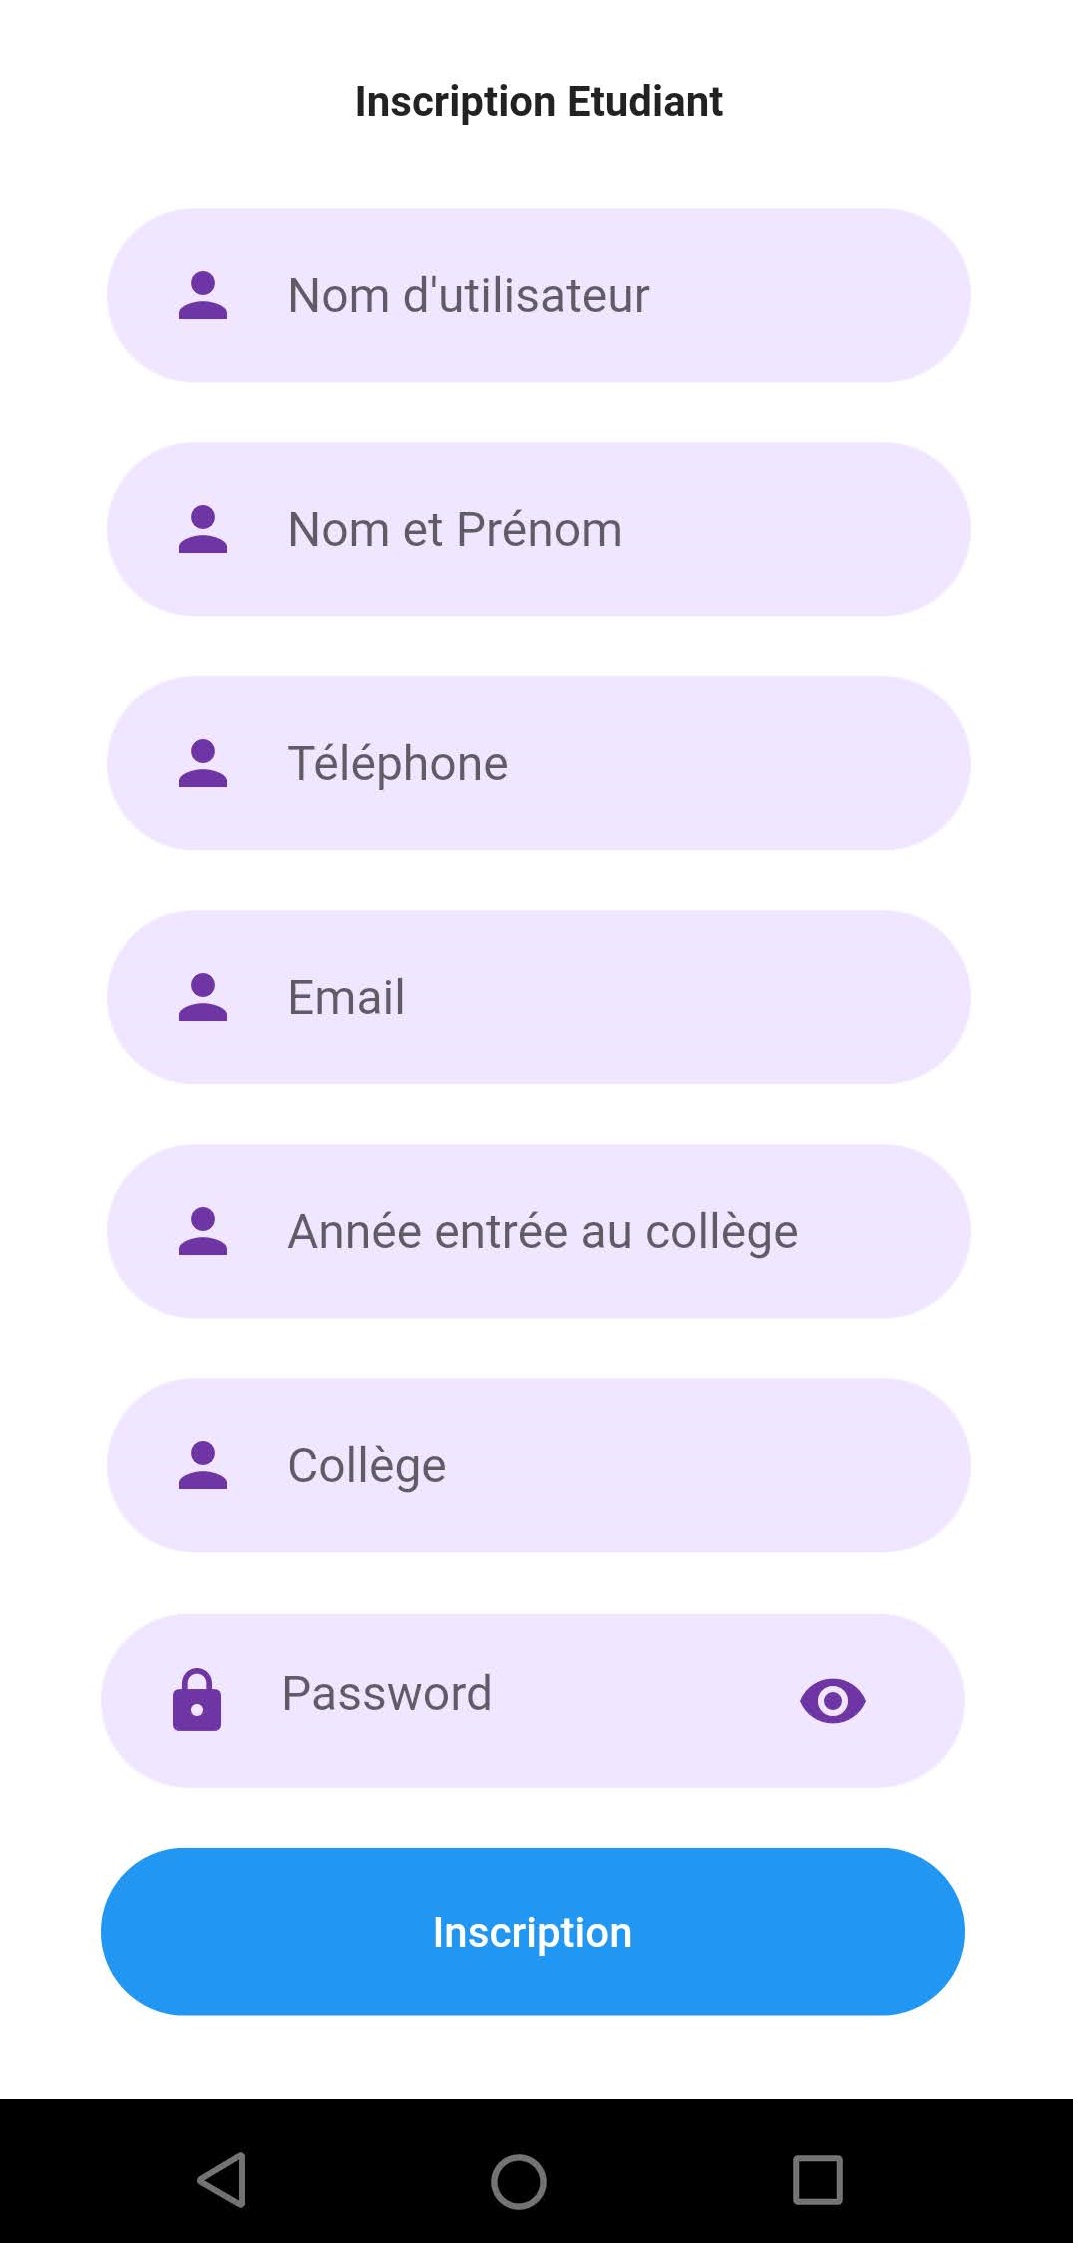 Inscription Etudiant
Nom d'utilisateur
Nom et Prénom
Téléphone
Email
Année entrée au collège
Collège
Password
Inscription